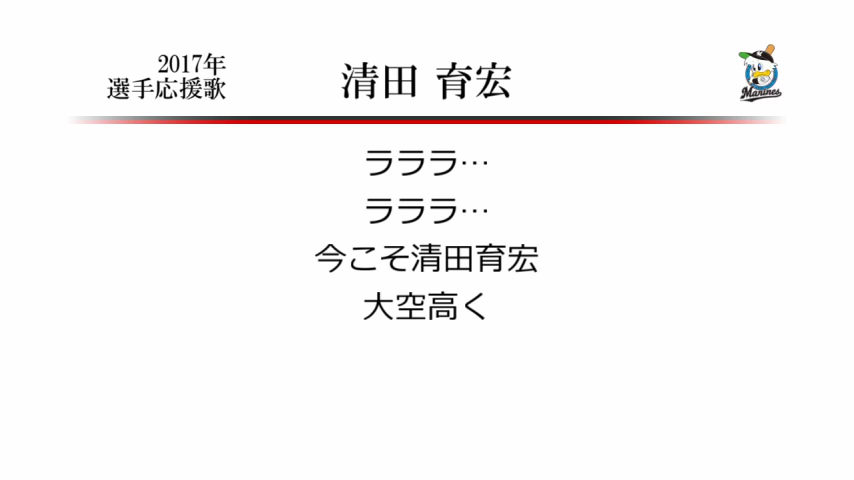 2017年
選手応援歌
清田 育宏
Marines
ラララ…
ラララ…
今こそ清田育宏
大空高く